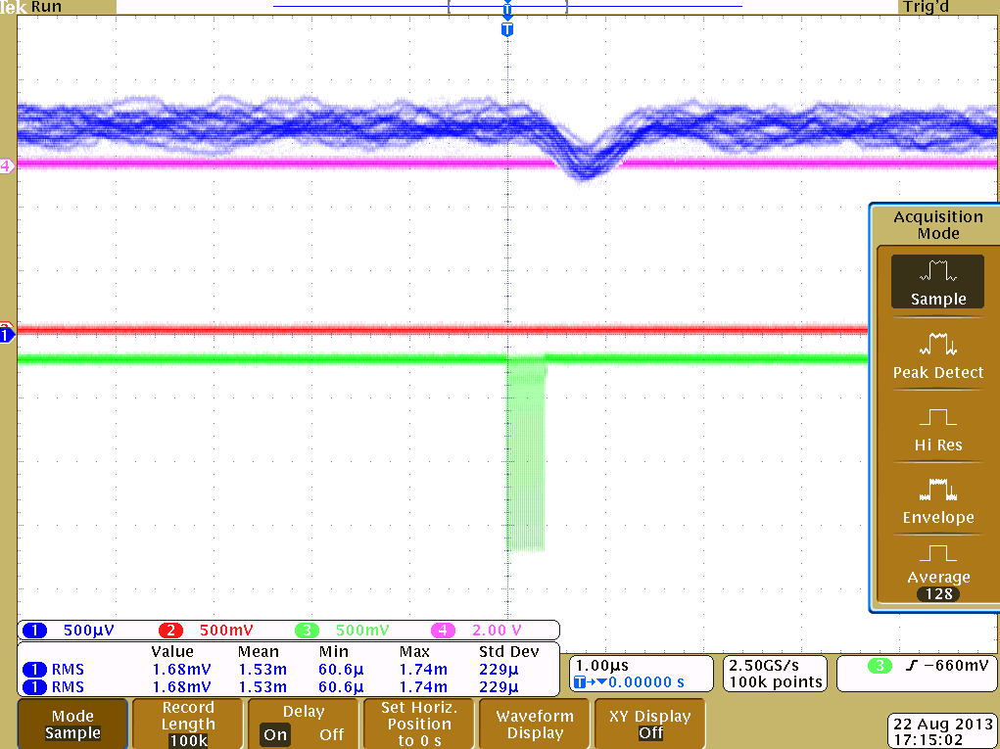 Tek Run Trig'd
T
T
4
Acquisition
Mode
Sample
Peak Detect
Hi Res
Envelope
Average
128
1
1 500µV 2 500mV 3 500mV 4 2.00 V
Value Mean Min Max Std Dev
1 RMS 1.68mV 1.53m 60.6µ 1.74m 229µ
1 RMS 1.68mV 1.53m 60.6µ 1.74m 229µ
1.00µs
T→▼0.00000 s
2.50GS/s
100k points
3 -660mV
Mode
Sample
Record
Length
100k
Delay
On Off
Set Horiz.
Position
to 0 s
Waveform
Display
XY Display
Off
22 Aug 2013
17:15:02